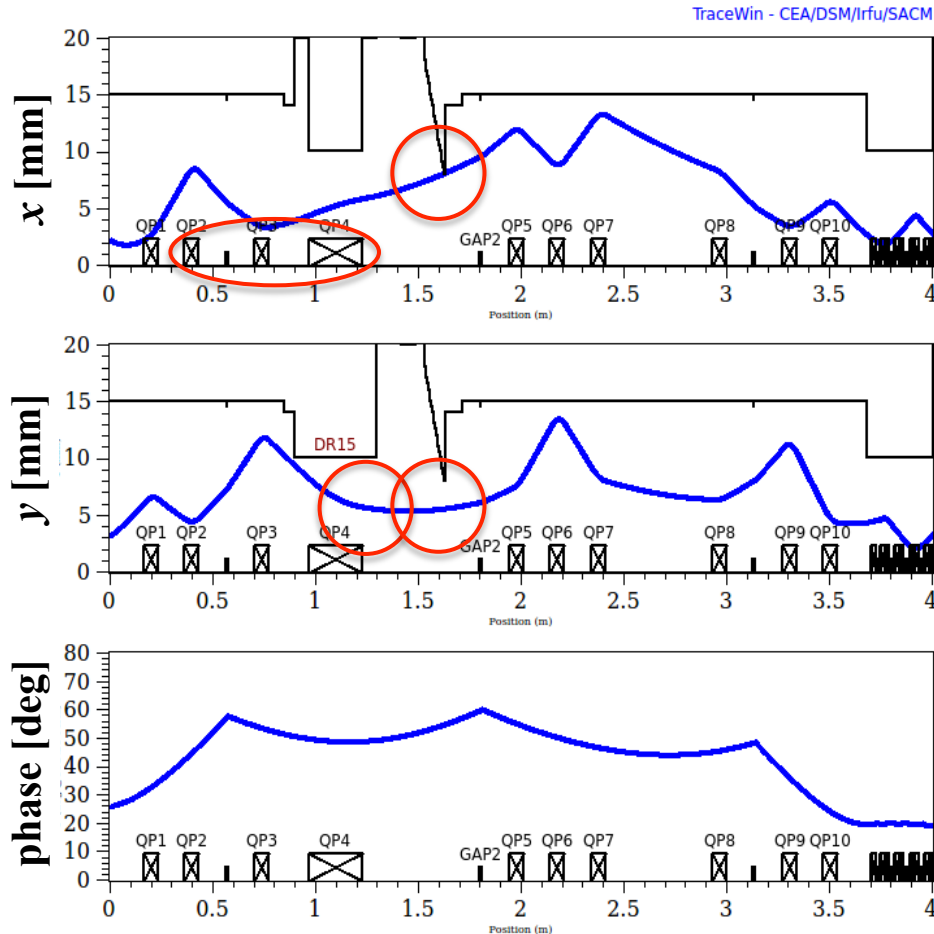 TraceWin - CEA/DSM/Irfu/SACM
x [mm]
20
15
10
5
0
QP1 QP2 QP3 QP4 GAP2 QP5 QP6 QP7 QP8 QP9 QP10
0 0.5 1 1.5 2 2.5 3 3.5 4
Position (m)
y [mm]
20
15
10
5
0
DR15
QP1 QP2 QP3 QP4 GAP2 QP5 QP6 QP7 QP8 QP9 QP10
0 0.5 1 1.5 2 2.5 3 3.5 4
Position (m)
phase [deg]
80
70
60
50
40
30
20
10
0
QP1 QP2 QP3 QP4 GAP2 QP5 QP6 QP7 QP8 QP9 QP10
0 0.5 1 1.5 2 2.5 3 3.5 4
Position (m)